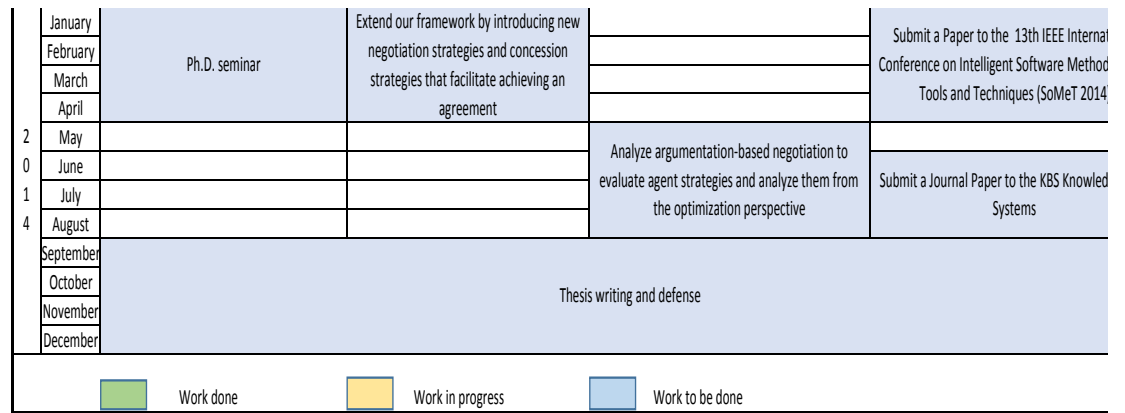 January
February
March
April
Ph.D. seminar
Extend our framework by introducing new
negotiation strategies and concession
strategies that facilitate achieving an
agreement
Submit a Paper to the 13th IEEE Internat
Conference on Intelligent Software Method
Tools and Techniques (SoMeT 2014)
2
0
1
4
May
June
July
August
Analyze argumentation-based negotiation to
evaluate agent strategies and analyze them from
the optimization perspective
Submit a Journal Paper to the KBS Knowled
Systems
September
October
November
December
Thesis writing and defense
Work done
Work in progress
Work to be done